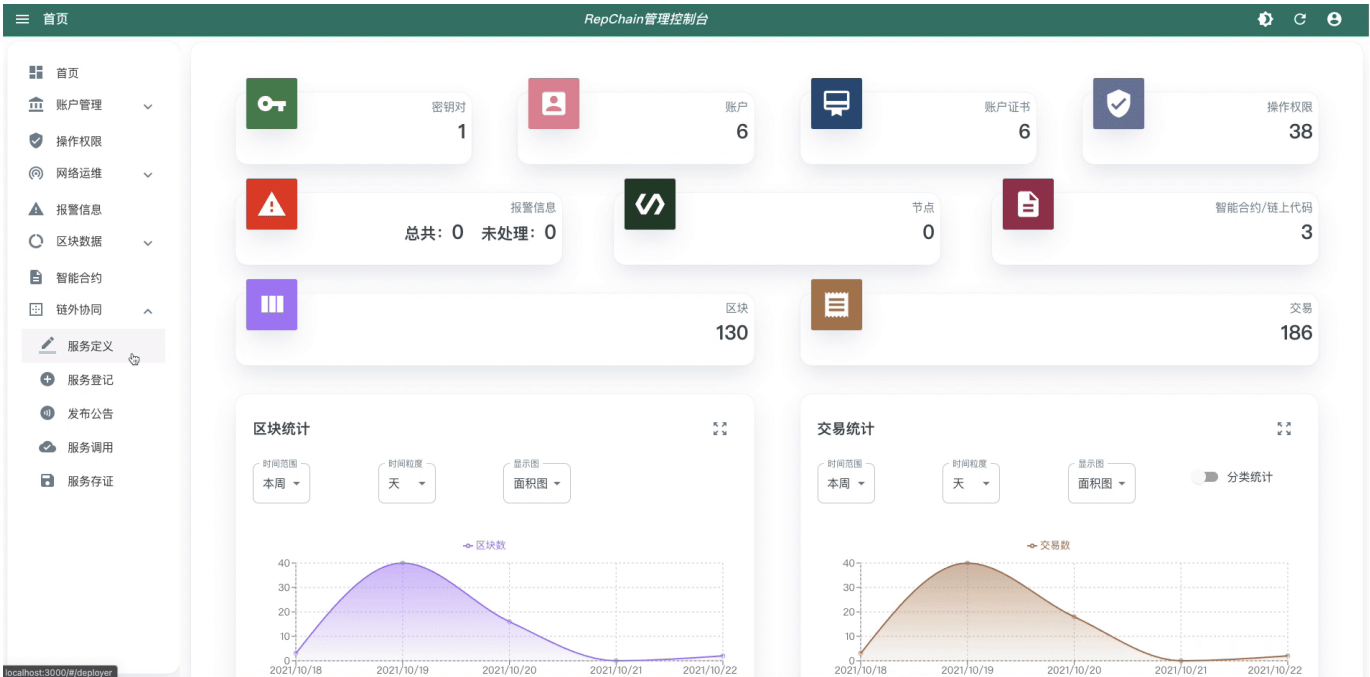 首页
RepChain管理控制台
首页
账户管理
操作权限
网络运维
报警信息
区块数据
智能合约
链外协同
服务定义
服务登记
发布公告
服务调用
服务存证
密钥对
1
账户
6
账户证书
6
操作权限
38
报警信息
总共：0 未处理：0
节点
0
智能合约/链上代码
3
区块
130
交易
186
区块统计
时间范围
本周
时间粒度
天
显示图
面积图
区块数
40
30
20
10
0
2021/10/18 2021/10/19 2021/10/20 2021/10/21 2021/10/22
交易统计
时间范围
本周
时间粒度
天
显示图
面积图
分类统计
交易数
40
30
20
10
0
2021/10/18 2021/10/19 2021/10/20 2021/10/21 2021/10/22
localhost:3000/#/deployer